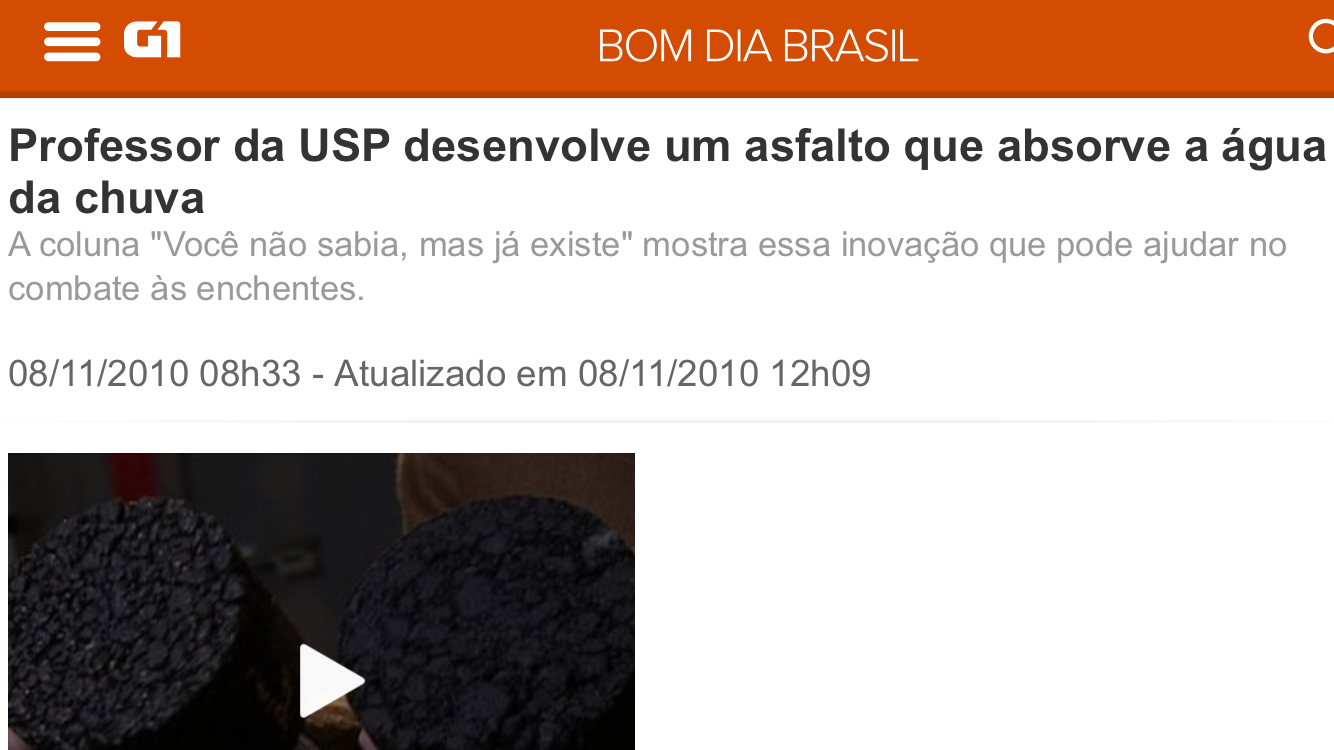 G1
BOM DIA BRASIL
Professor da USP desenvolve um asfalto que absorve a água
da chuva
A coluna "Você não sabia, mas já existe" mostra essa inovação que pode ajudar no
combate às enchentes.
08/11/2010 08h33 - Atualizado em 08/11/2010 12h09